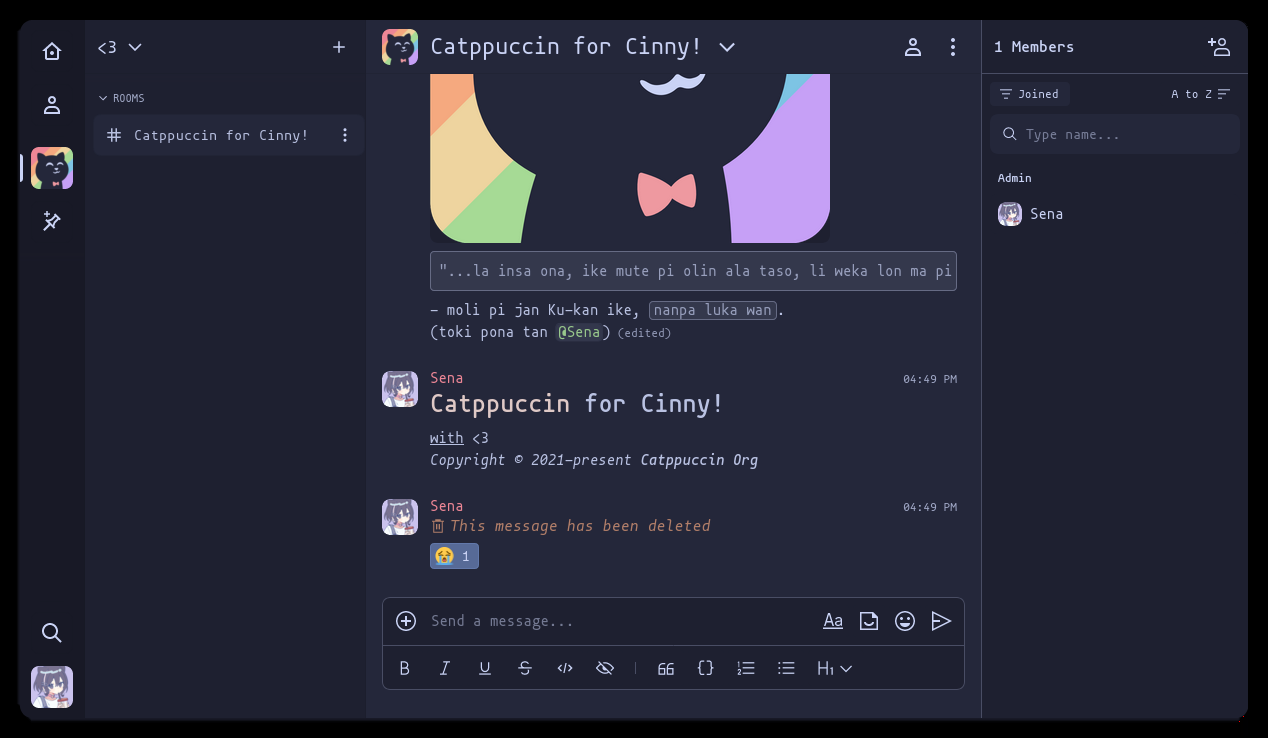 <3
ROOMS
Catppuccin for Cinny!
Catppuccin for Cinny!
"...la insa ona, ike mute pi olin ala taso, li weka lon ma pi
– moli pi jan Ku-kan ike, nanpa luka wan.
(toki pona tan @Sena) (edited)
Sena 04:49 PM
Catppuccin for Cinny!
with <3
Copyright © 2021–present Catppuccin Org
Sena 04:49 PM
This message has been deleted
😭 1
Send a message...
Aa
B I U S </> {} H1
1 Members
Joined A to Z
Type name...
Admin
Sena